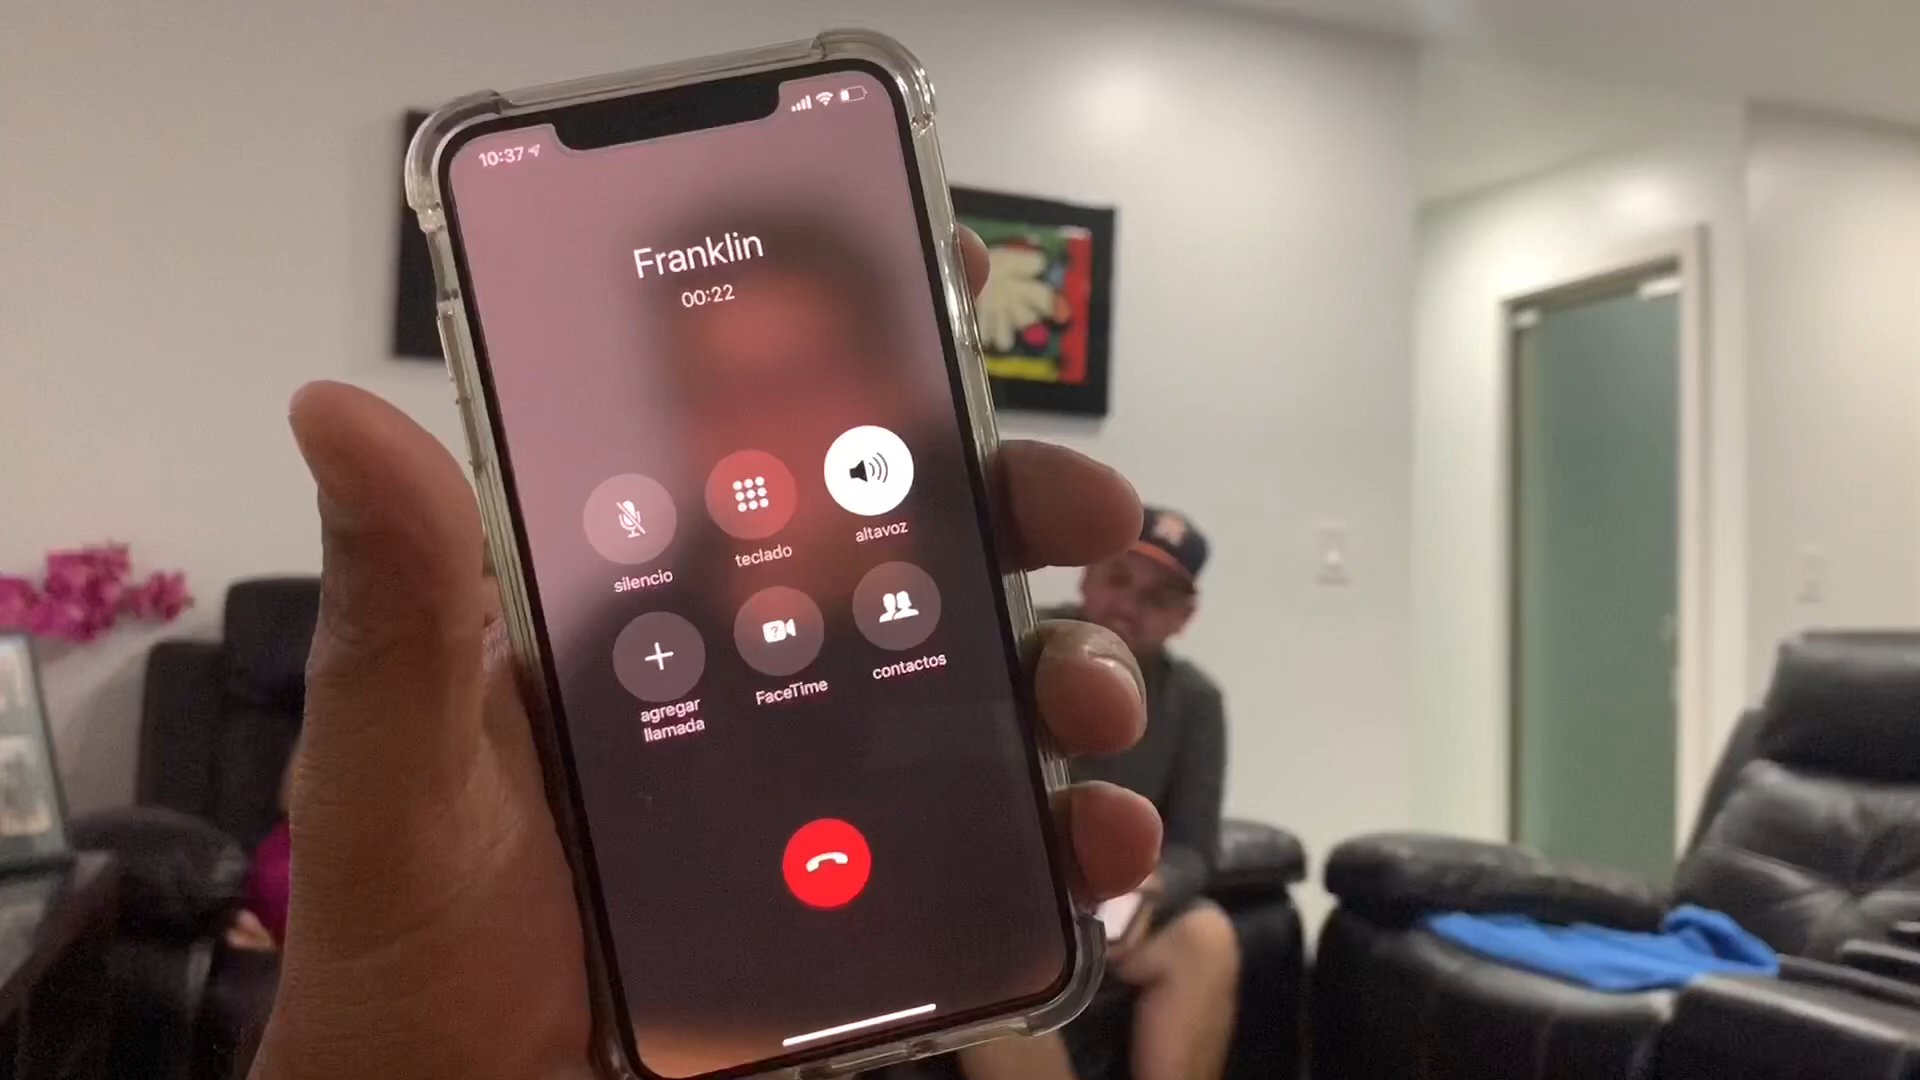 10:37
Franklin
00:22
silencio
teclado
altavoz
agregar
llamada
FaceTime
contactos